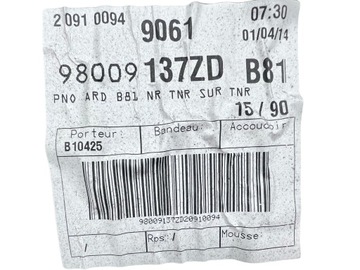 2 091 0094 9061 07:30
01/04/14
98009 137ZD B81
PNO ARD B81 NR TNR SUR TNR
15 / 90
Porteur: Bandeau: Accoudoir
B10425
98009137ZD20910094
/ Rps: / Mousse: